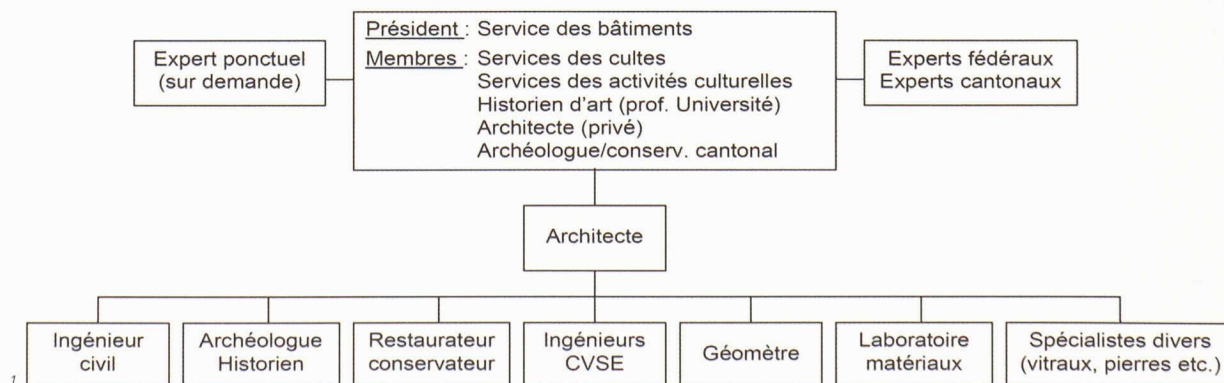 Expert ponctuel
(sur demande)
Président : Service des bâtiments
Membres : Services des cultes
Services des activités culturelles
Historien d'art (prof. Université)
Architecte (privé)
Archéologue/conserv. cantonal
Experts fédéraux
Experts cantonaux
Architecte
Ingénieur
civil
Archéologue
Historien
Restaurateur
conservateur
Ingénieurs
CVSE
Géomètre
Laboratoire
matériaux
Spécialistes divers
(vitraux, pierres etc.)
1